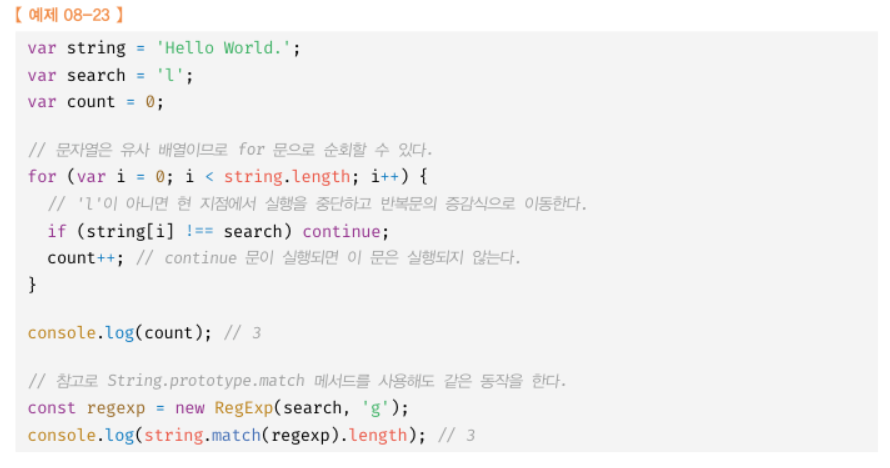 【 예제 08-23 】
var string = 'Hello World.';
var search = 'l';
var count = 0;
// 문자열은 유사 배열이므로 for 문으로 순회할 수 있다.
for (var i = 0; i < string.length; i++) {
// 'l'이 아니면 현 지점에서 실행을 중단하고 반복문의 증감식으로 이동한다.
if (string[i] !== search) continue;
count++; // continue 문이 실행되면 이 문은 실행되지 않는다.
}
console.log(count); // 3
// 참고로 String.prototype.match 메서드를 사용해도 같은 동작을 한다.
const regexp = new RegExp(search, 'g');
console.log(string.match(regexp).length); // 3